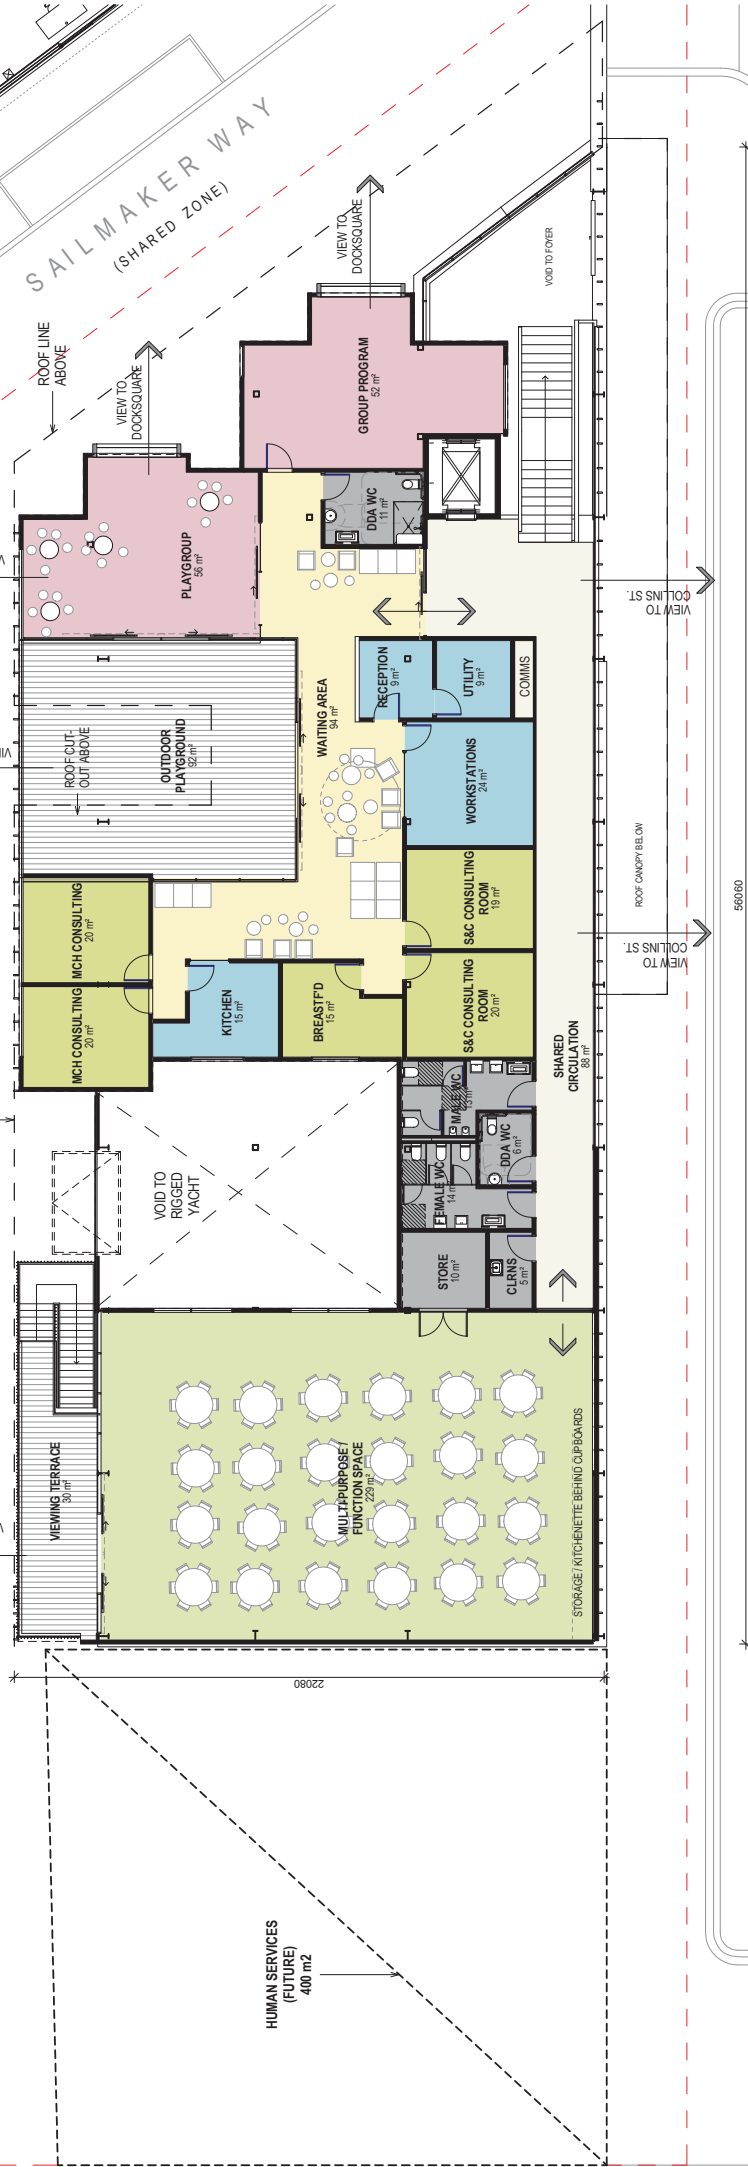 SAILMAKER WAY
(SHARED ZONE)
ROOF LINE
ABOVE
VIEW TO
DOCKSQUARE
VIEW TO
DOCKSQUARE
VOID TO FOYER
GROUP PROGRAM
52 m²
PLAYGROUP
56 m²
DDA WC
11 m²
VIEW TO
COLLINS ST.
RECEPTION
9 m²
UTILITY
9 m²
COMMS
WAITING AREA
94 m²
OUTDOOR
PLAYGROUND
92 m²
ROOF CUT-
OUT ABOVE
WORKSTATIONS
24 m²
ROOF CANOPY BELOW
56060
MCH CONSULTING
20 m²
S&C CONSULTING
ROOM
19 m²
VIEW TO
COLLINS ST.
MCH CONSULTING
20 m²
KITCHEN
15 m²
BREASTF'D
15 m²
S&C CONSULTING
ROOM
20 m²
SHARED
CIRCULATION
88 m²
MALE WC
13 m²
DDA WC
6 m²
FEMALE WC
14 m²
VOID TO
RIGGED
YACHT
STORE
10 m²
CLRNS
5 m²
VIEWING TERRACE
30 m²
MULTI-PURPOSE /
FUNCTION SPACE
229 m²
STORAGE / KITCHENETTE BEHIND CUPBOARDS
22080
HUMAN SERVICES
(FUTURE)
400 m2